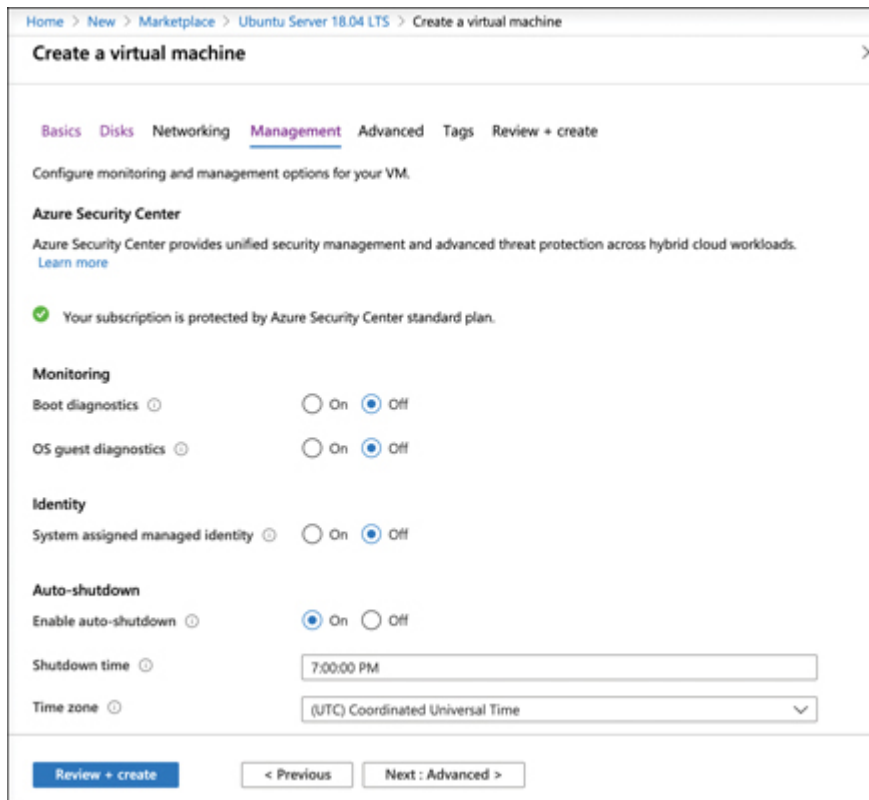 Home > New > Marketplace > Ubuntu Server 18.04 LTS > Create a virtual machine
Create a virtual machine
Basics Disks Networking Management Advanced Tags Review + create
Configure monitoring and management options for your VM.
Azure Security Center
Azure Security Center provides unified security management and advanced threat protection across hybrid cloud workloads.
Learn more
Your subscription is protected by Azure Security Center standard plan.
Monitoring
Boot diagnostics On Off
OS guest diagnostics On Off
Identity
System assigned managed identity On Off
Auto-shutdown
Enable auto-shutdown On Off
Shutdown time 7:00:00 PM
Time zone (UTC) Coordinated Universal Time
Review + create < Previous Next : Advanced >